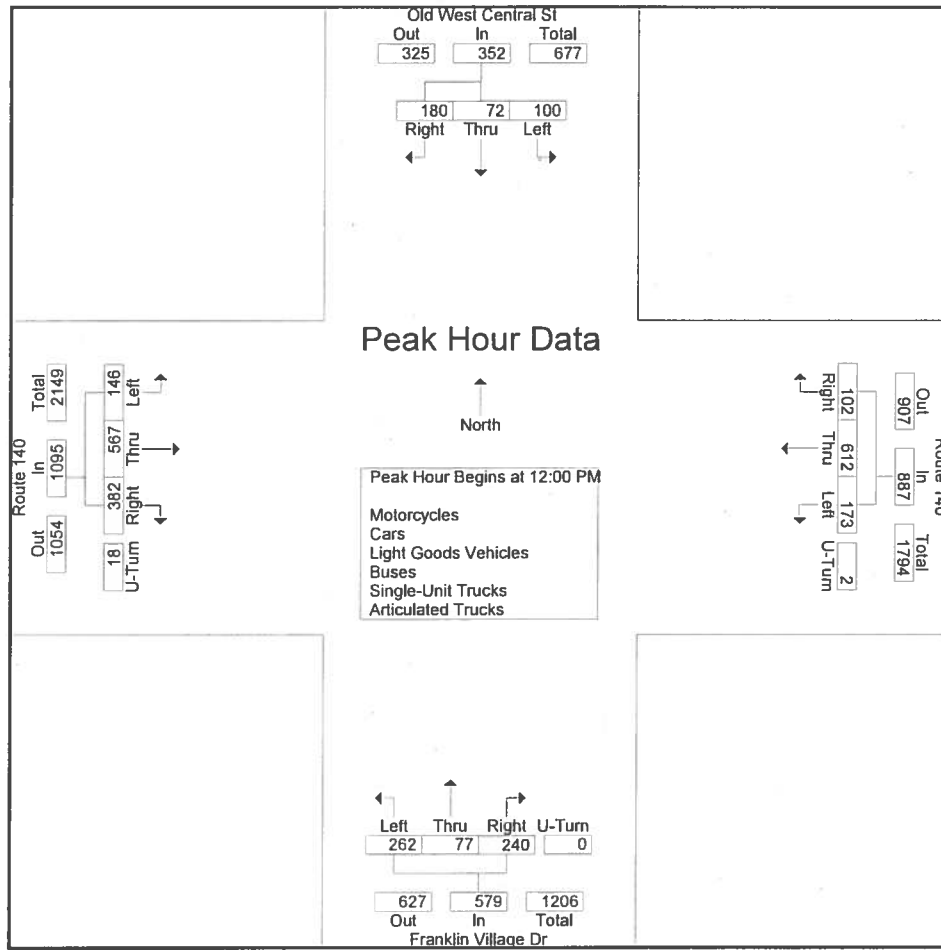 Old West Central St
Out In Total
325 352 677
180 72 100
Right Thru Left
Peak Hour Data
North
Peak Hour Begins at 12:00 PM
Motorcycles
Cars
Light Goods Vehicles
Buses
Single-Unit Trucks
Articulated Trucks
Route 140
Out In Total
1054 1095 2149
Left Thru Right U-Turn
146 567 382 18
Route 140
Out In Total
907 887 1794
Right Thru Left U-Turn
102 612 173 2
Left Thru Right U-Turn
262 77 240 0
627 579 1206
Out In Total
Franklin Village Dr